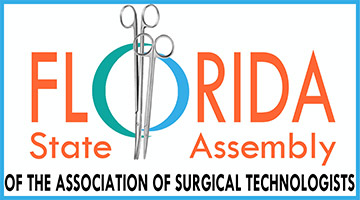 FLORIDA
State Assembly
OF THE ASSOCIATION OF SURGICAL TECHNOLOGISTS